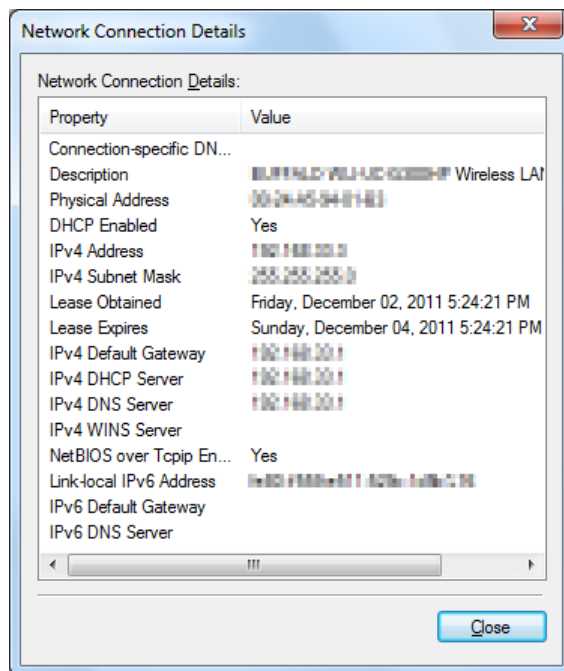 Network Connection Details
Network Connection Details:
Property Value
Connection-specific DN...
Description Wireless LAN
Physical Address
DHCP Enabled Yes
IPv4 Address
IPv4 Subnet Mask
Lease Obtained Friday, December 02, 2011 5:24:21 PM
Lease Expires Sunday, December 04, 2011 5:24:21 PM
IPv4 Default Gateway
IPv4 DHCP Server
IPv4 DNS Server
IPv4 WINS Server
NetBIOS over Tcpip En... Yes
Link-local IPv6 Address
IPv6 Default Gateway
IPv6 DNS Server
Close